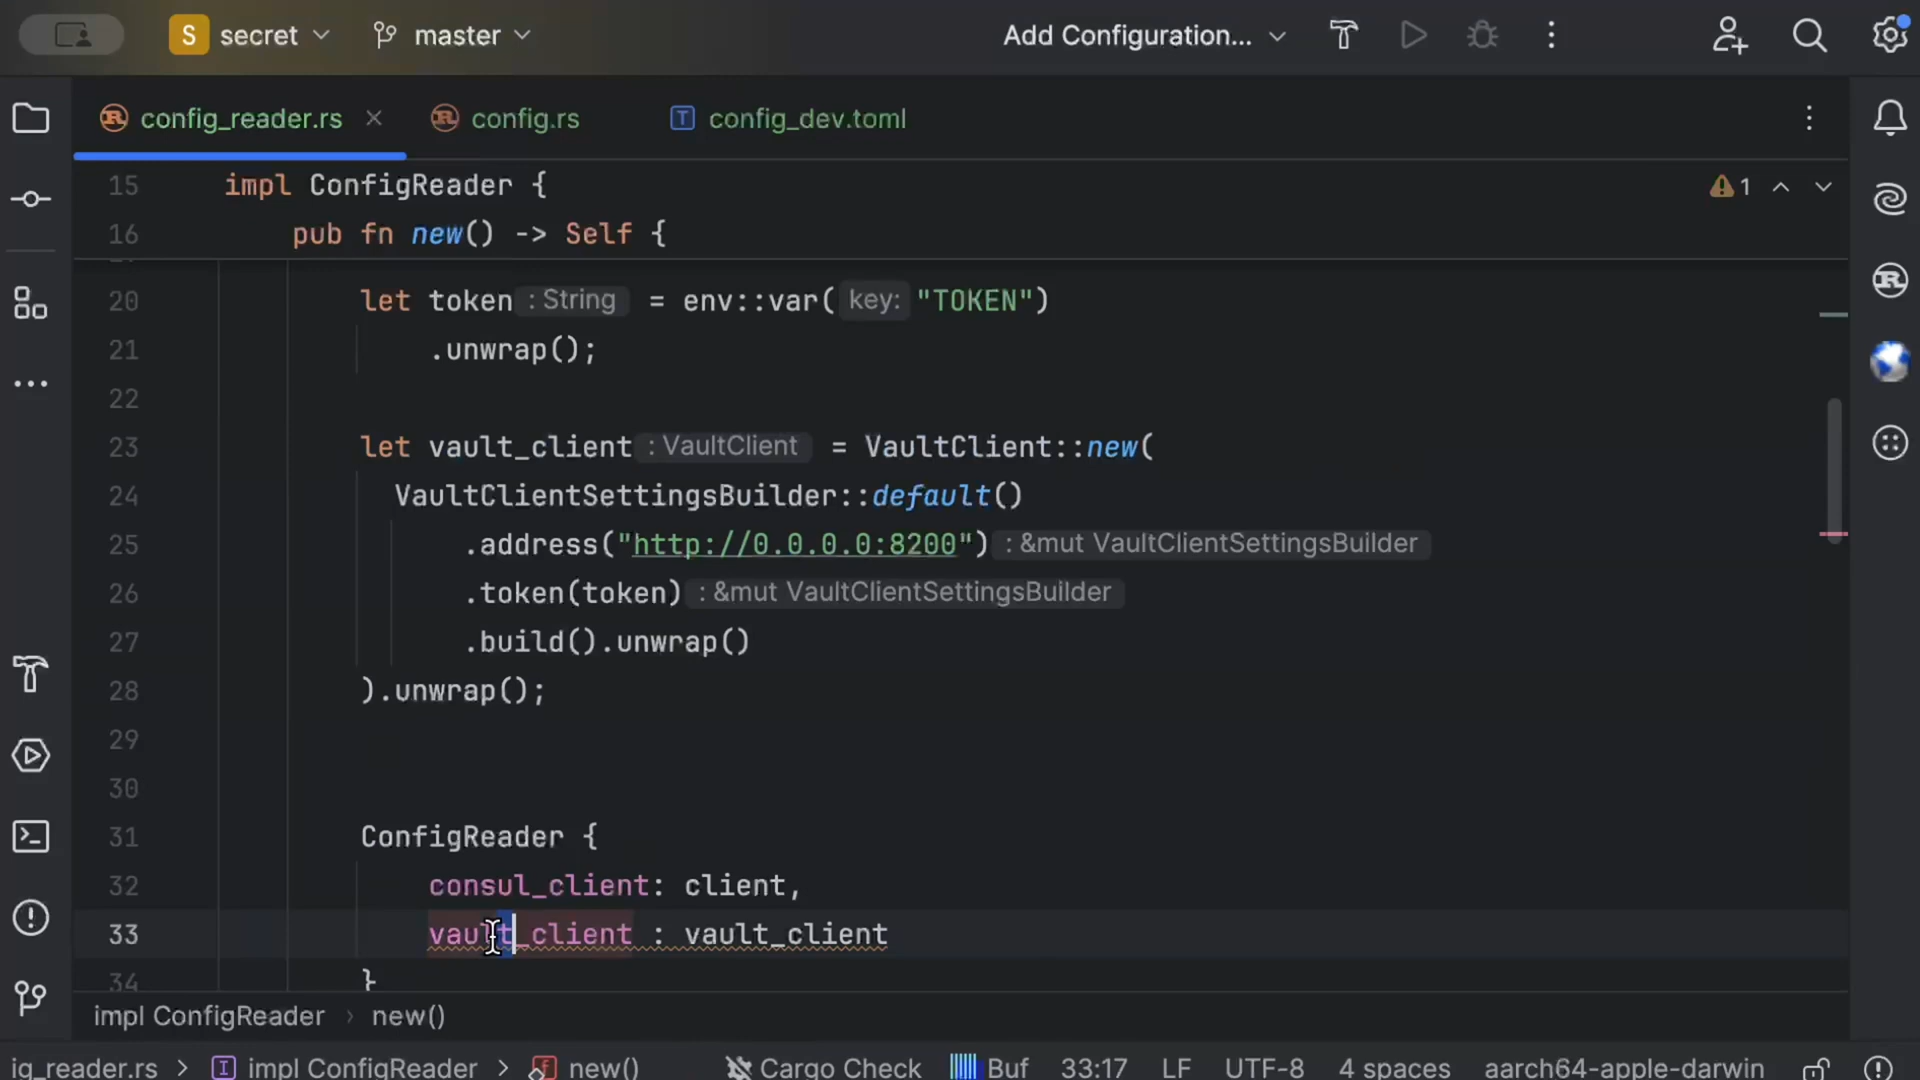 S secret master Add Configuration...
config_reader.rs config.rs T config_dev.toml
15 impl ConfigReader { 1
16 pub fn new() -> Self {
20 let token : String = env::var( key: "TOKEN")
21 .unwrap();
22
23 let vault_client : VaultClient = VaultClient::new(
24 VaultClientSettingsBuilder::default()
25 .address("http://0.0.0.0:8200") : &mut VaultClientSettingsBuilder
26 .token(token) : &mut VaultClientSettingsBuilder
27 .build().unwrap()
28 ).unwrap();
29
30
31 ConfigReader {
32 consul_client: client,
33 vault_client : vault_client
34 }
impl ConfigReader › new()
ig_reader.rs > I impl ConfigReader > f new() Cargo Check Buf 33:17 LF UTF-8 4 spaces aarch64-apple-darwin